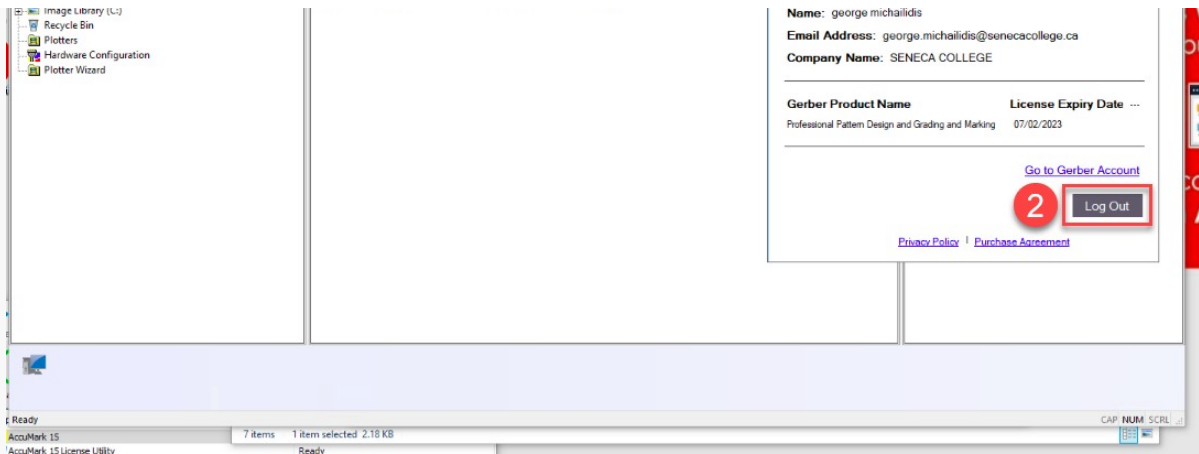 Image Library (C:)
Recycle Bin
Plotters
Hardware Configuration
Plotter Wizard
Name: george michailidis
Email Address: george.michailidis@senecacollege.ca
Company Name: SENECA COLLEGE
Gerber Product Name License Expiry Date ...
Professional Pattern Design and Grading and Marking 07/02/2023
Go to Gerber Account
2 Log Out
Privacy Policy | Purchase Agreement
Ready CAP NUM SCRL
AccuMark 15 7 items 1 item selected 2.18 KB
AccuMark 15 License Utility Ready